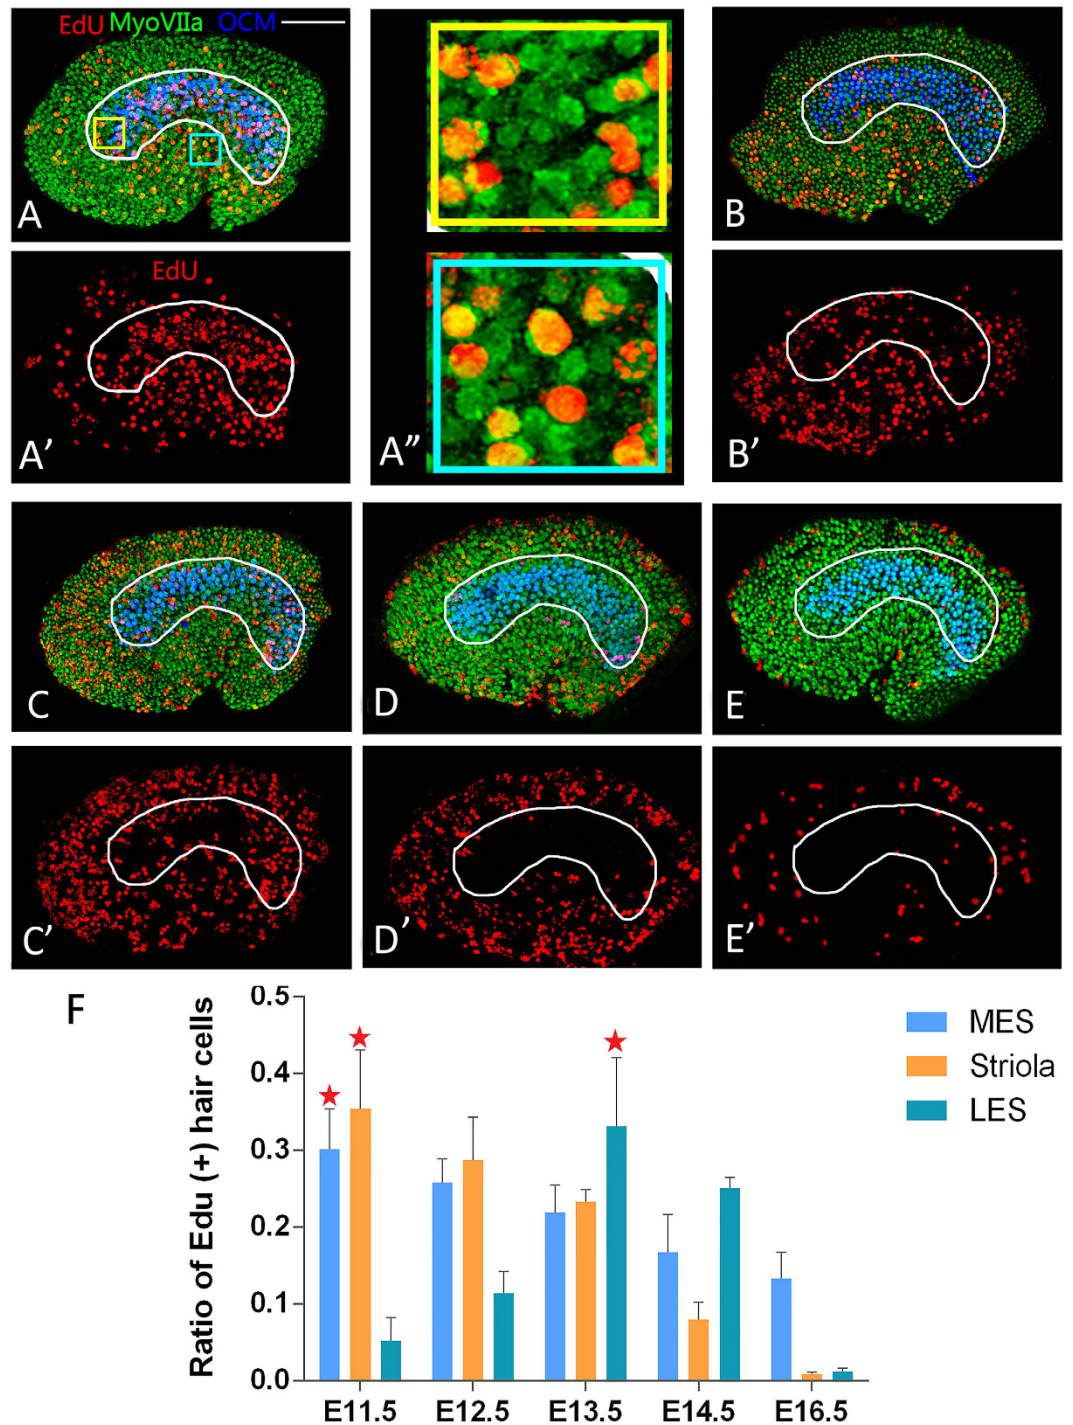 EdU MyoVIIa OCM
A
A″
B
EdU
A′
B′
C
D
E
C′
D′
E′
F
Ratio of Edu (+) hair cells
0.5
0.4
0.3
0.2
0.1
0.0
E11.5 E12.5 E13.5 E14.5 E16.5
MES
Striola
LES